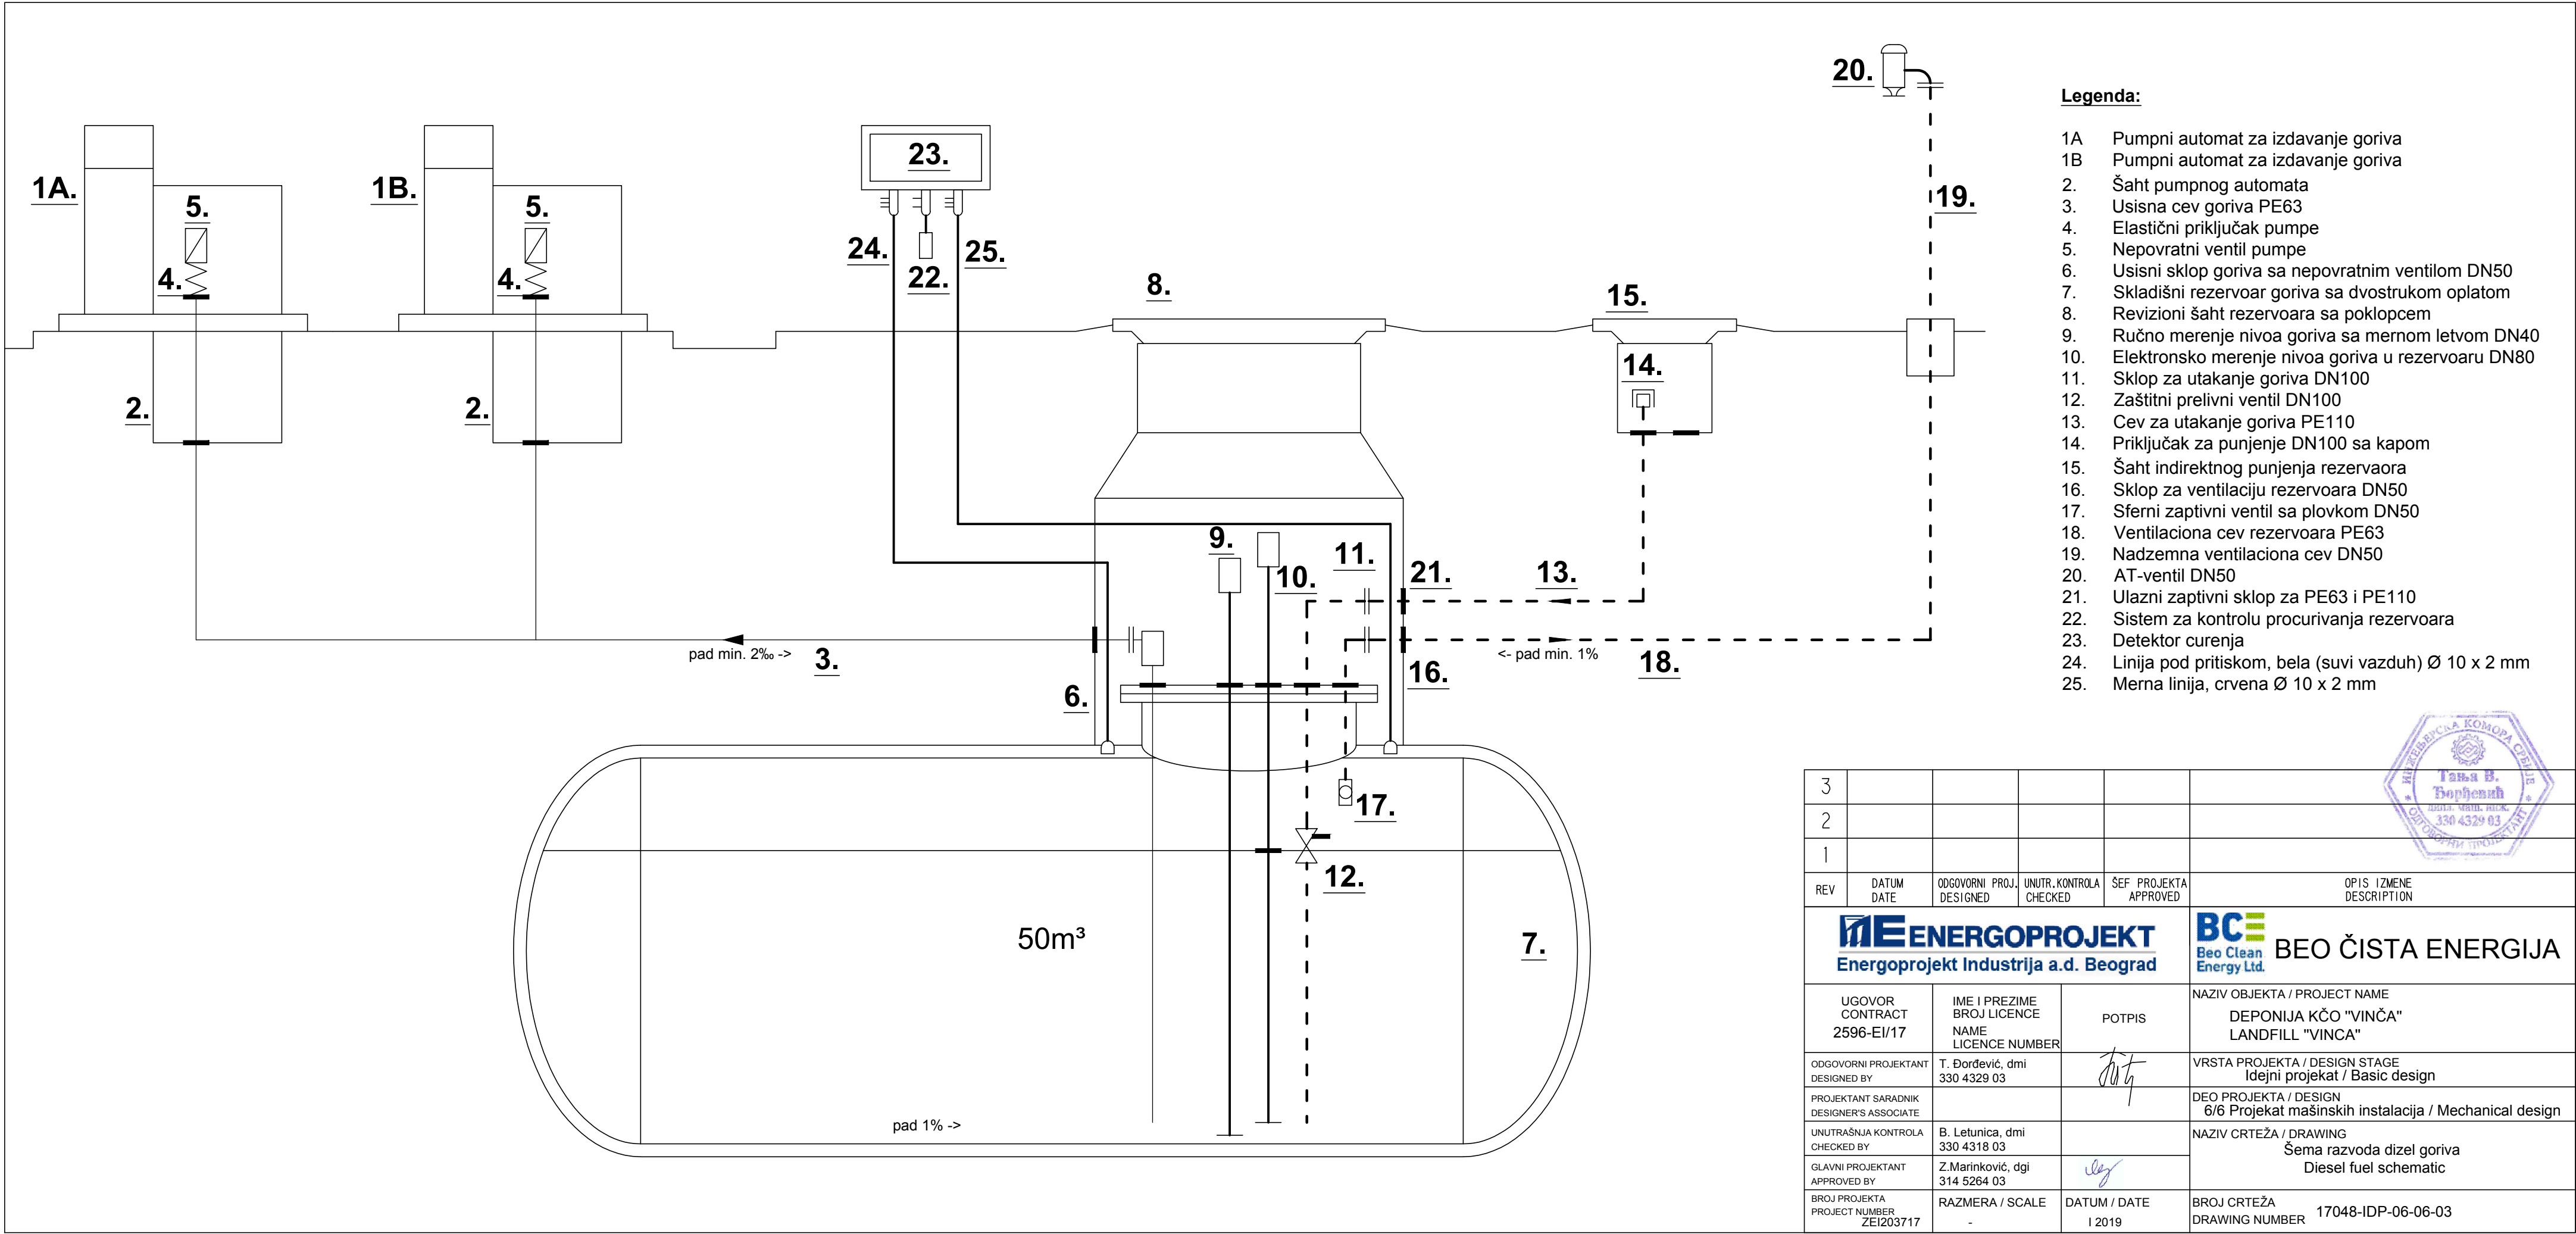 1A.
5.
4.
2.
1B.
5.
4.
2.
23.
24.
22.
25.
8.
15.
14.
20.
19.
9.
10.
11.
21.
13.
pad min. 2‰ ->
3.
<- pad min. 1%
18.
16.
6.
17.
12.
50m³
7.
pad 1% ->
Legenda:
1A Pumpni automat za izdavanje goriva
1B Pumpni automat za izdavanje goriva
2. Šaht pumpnog automata
3. Usisna cev goriva PE63
4. Elastični priključak pumpe
5. Nepovratni ventil pumpe
6. Usisni sklop goriva sa nepovratnim ventilom DN50
7. Skladišni rezervoar goriva sa dvostrukom oplatom
8. Revizioni šaht rezervoara sa poklopcem
9. Ručno merenje nivoa goriva sa mernom letvom DN40
10. Elektronsko merenje nivoa goriva u rezervoaru DN80
11. Sklop za utakanje goriva DN100
12. Zaštitni prelivni ventil DN100
13. Cev za utakanje goriva PE110
14. Priključak za punjenje DN100 sa kapom
15. Šaht indirektnog punjenja rezervaora
16. Sklop za ventilaciju rezervoara DN50
17. Sferni zaptivni ventil sa plovkom DN50
18. Ventilaciona cev rezervoara PE63
19. Nadzemna ventilaciona cev DN50
20. AT-ventil DN50
21. Ulazni zaptivni sklop za PE63 i PE110
22. Sistem za kontrolu procurivanja rezervoara
23. Detektor curenja
24. Linija pod pritiskom, bela (suvi vazduh) Ø 10 x 2 mm
25. Merna linija, crvena Ø 10 x 2 mm
ИНЖЕЊЕРСКА КОМОРА СРБИЈЕ
Тања В.
Ђорђевић
дипл. маш. инж.
330 4329 03
ОДГОВОРНИ ПРОЈЕКТАНТ
3
2
1
REV
DATUM
DATE
ODGOVORNI PROJ.
DESIGNED
UNUTR.KONTROLA
CHECKED
ŠEF PROJEKTA
APPROVED
OPIS IZMENE
DESCRIPTION
ENERGOPROJEKT
Energoprojekt Industrija a.d. Beograd
BCE
Beo Clean
Energy Ltd.
BEO ČISTA ENERGIJA
UGOVOR
CONTRACT
2596-EI/17
IME I PREZIME
BROJ LICENCE
NAME
LICENCE NUMBER
POTPIS
NAZIV OBJEKTA / PROJECT NAME
DEPONIJA KČO "VINČA"
LANDFILL "VINCA"
ODGOVORNI PROJEKTANT
DESIGNED BY
T. Đorđević, dmi
330 4329 03
VRSTA PROJEKTA / DESIGN STAGE
Idejni projekat / Basic design
PROJEKTANT SARADNIK
DESIGNER'S ASSOCIATE
DEO PROJEKTA / DESIGN
6/6 Projekat mašinskih instalacija / Mechanical design
UNUTRAŠNJA KONTROLA
CHECKED BY
B. Letunica, dmi
330 4318 03
NAZIV CRTEŽA / DRAWING
Šema razvoda dizel goriva
Diesel fuel schematic
GLAVNI PROJEKTANT
APPROVED BY
Z.Marinković, dgi
314 5264 03
BROJ PROJEKTA
PROJECT NUMBER
ZEI203717
RAZMERA / SCALE
-
DATUM / DATE
I 2019
BROJ CRTEŽA
DRAWING NUMBER
17048-IDP-06-06-03